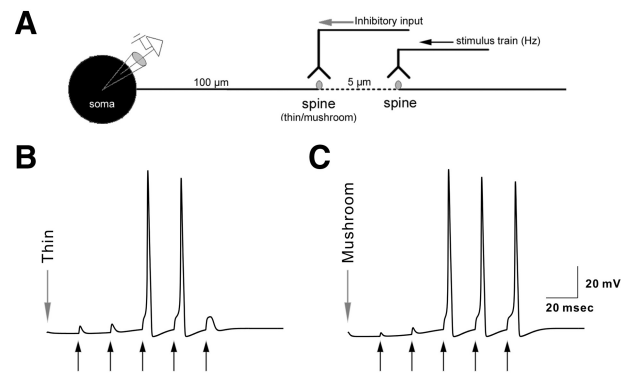 A
Inhibitory input
stimulus train (Hz)
100 µm
5 µm
soma
spine
(thin/mushroom)
spine
B
Thin
C
Mushroom
20 mV
20 msec